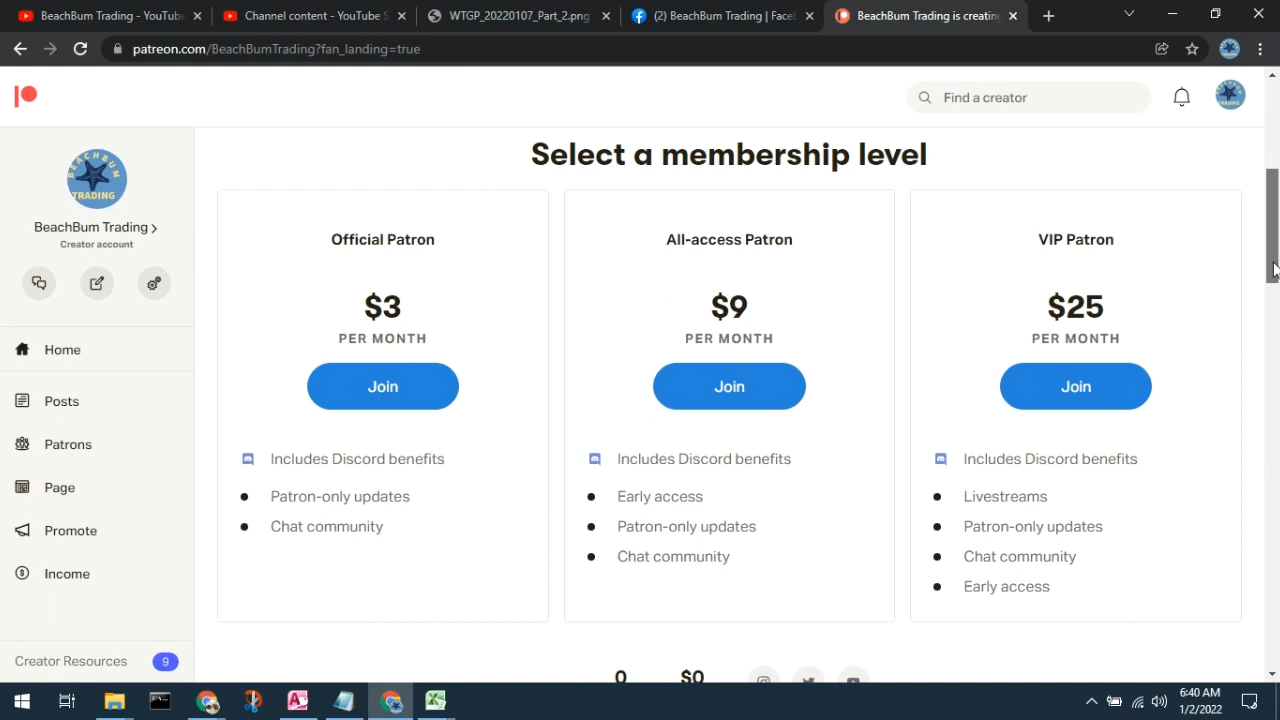 BeachBum Trading - YouTube
Channel content - YouTube S
WTGP_20220107_Part_2.png
(2) BeachBum Trading | Faceb
BeachBum Trading is creating
patreon.com/BeachBumTrading?fan_landing=true
Find a creator
BEACHBUM
TRADING
BeachBum Trading
Creator account
Home
Posts
Patrons
Page
Promote
Income
Creator Resources
9
Select a membership level
Official Patron
$3
PER MONTH
Join
Includes Discord benefits
Patron-only updates
Chat community
All-access Patron
$9
PER MONTH
Join
Includes Discord benefits
Early access
Patron-only updates
Chat community
VIP Patron
$25
PER MONTH
Join
Includes Discord benefits
Livestreams
Patron-only updates
Chat community
Early access
0
$0
6:40 AM
1/2/2022